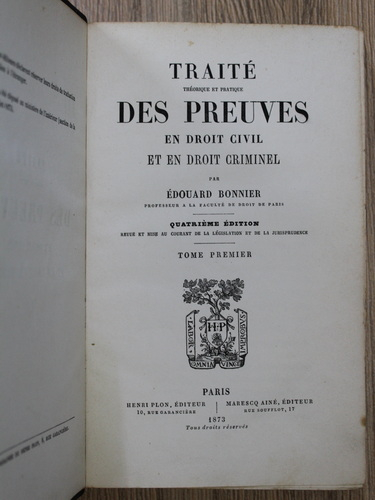 TRAITÉ
THÉORIQUE ET PRATIQUE
DES PREUVES
EN DROIT CIVIL
ET EN DROIT CRIMINEL
PAR
ÉDOUARD BONNIER
PROFESSEUR A LA FACULTÉ DE DROIT DE PARIS
QUATRIÈME ÉDITION
REVUE ET MISE AU COURANT DE LA LÉGISLATION ET DE LA JURISPRUDENCE
TOME PREMIER
LABOR OMNIA VINCIT IMPROBUS
H P
PARIS
HENRI PLON, ÉDITEUR
10, RUE GARANCIÈRE
MARESCQ AINÉ, ÉDITEUR
RUE SOUFFLOT, 17
1873
Tous droits réservés